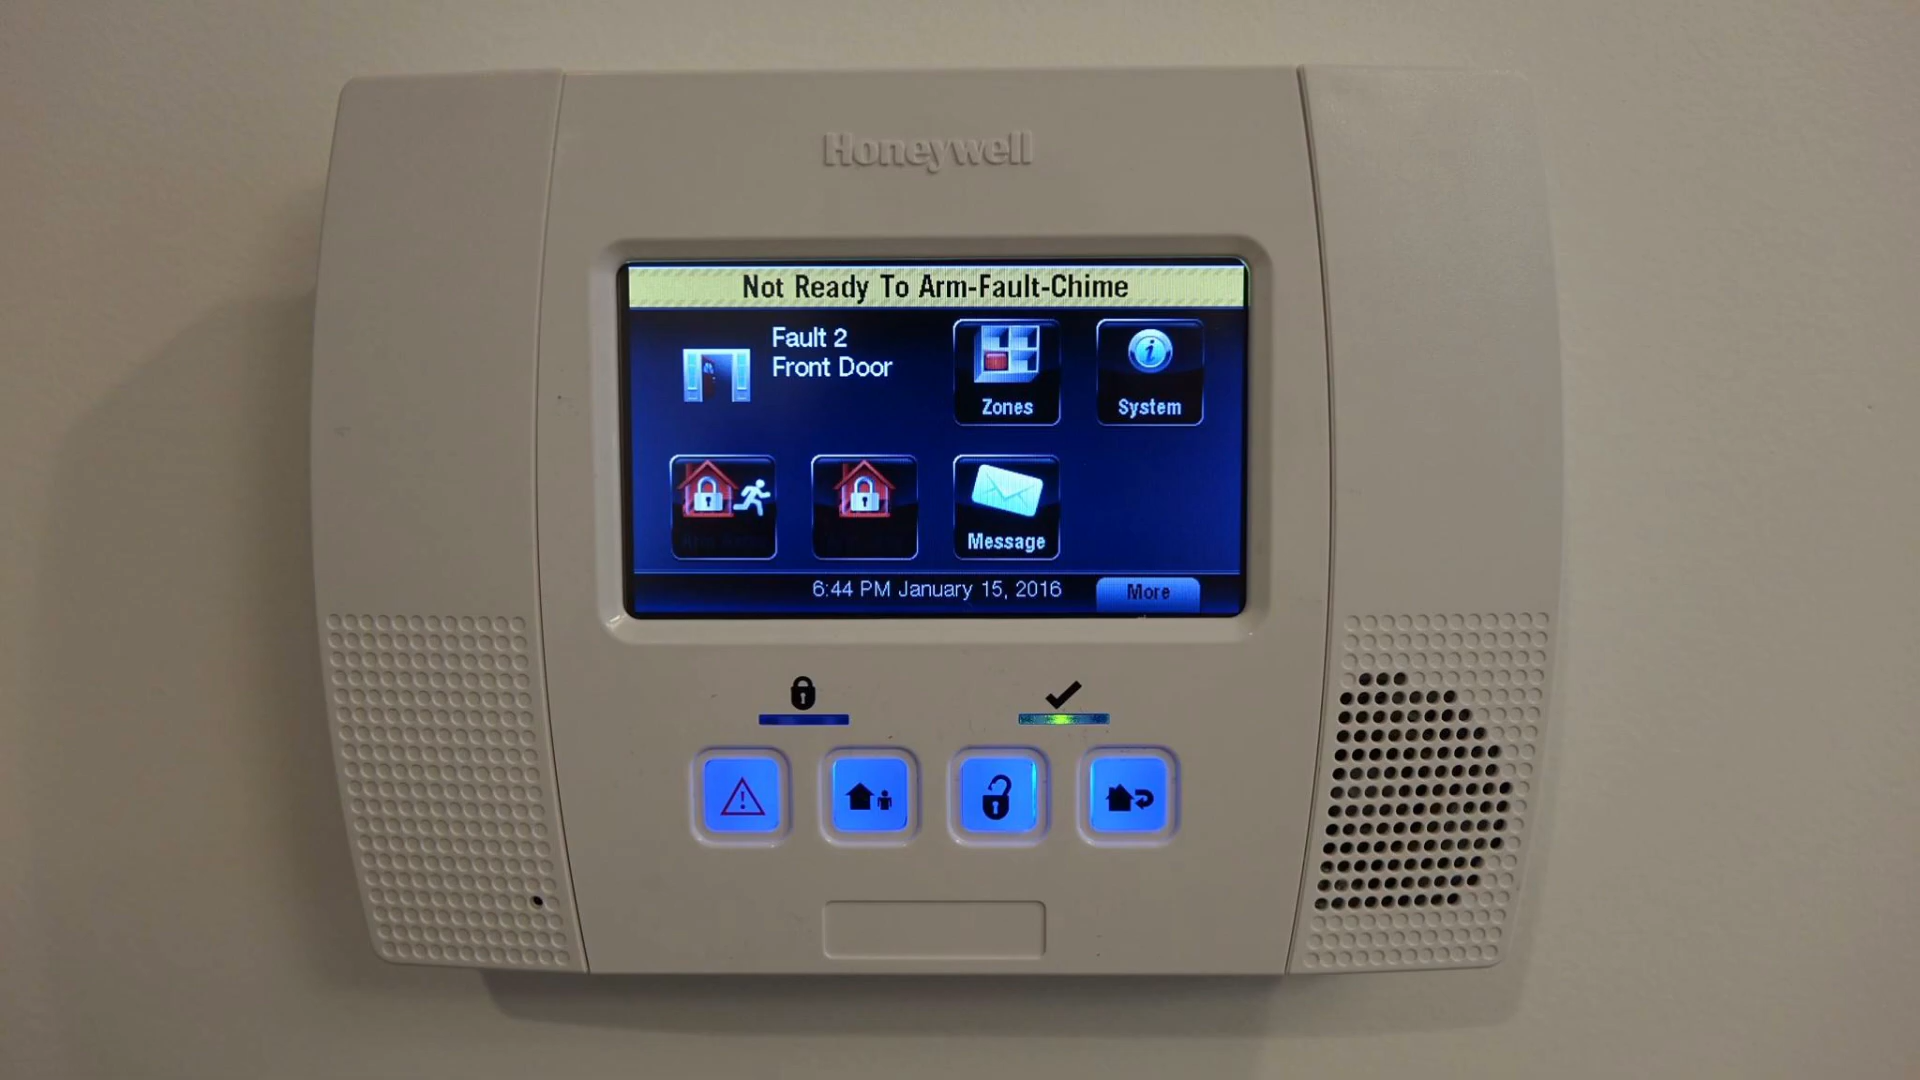 Honeywell
Not Ready To Arm-Fault-Chime
Fault 2
Front Door
Zones
System
Message
6:44 PM January 15, 2016
More